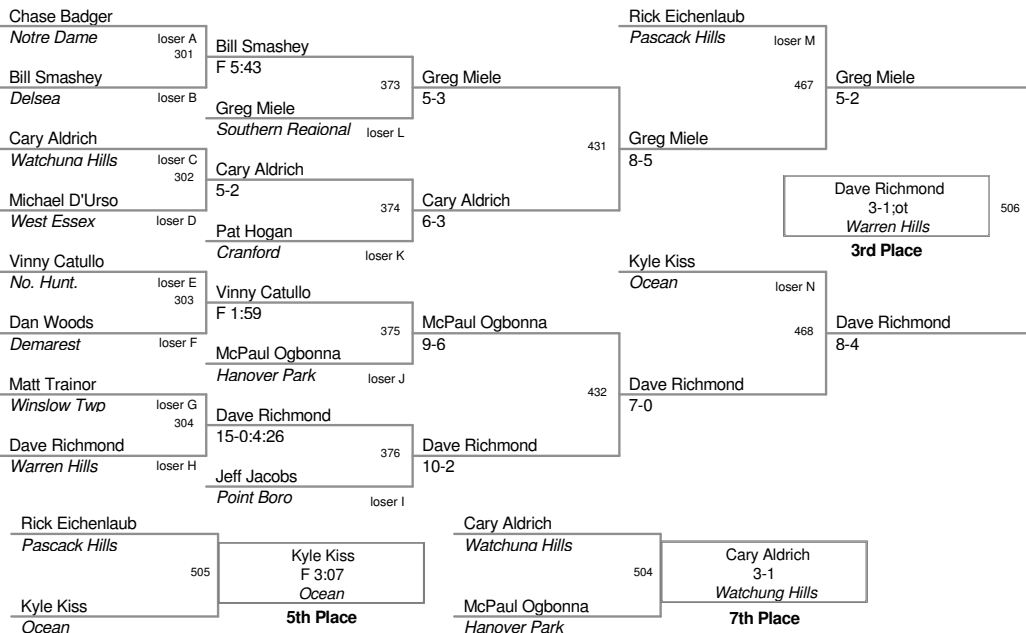 Chase Badger
Notre Dame
loser A
301
Bill Smashey
Delsea
loser B
Bill Smashey
F 5:43
373
Greg Miele
Southern Regional
loser L
Cary Aldrich
Watchung Hills
loser C
302
Michael D'Urso
West Essex
loser D
Cary Aldrich
5-2
374
Pat Hogan
Cranford
loser K
Vinny Catullo
No. Hunt.
loser E
303
Dan Woods
Demarest
loser F
Vinny Catullo
F 1:59
375
McPaul Ogbonna
Hanover Park
loser J
Matt Trainor
Winslow Twp
loser G
304
Dave Richmond
Warren Hills
loser H
Dave Richmond
15-0:4:26
376
Jeff Jacobs
Point Boro
loser I
Greg Miele
5-3
431
Cary Aldrich
6-3
McPaul Ogbonna
9-6
432
Dave Richmond
10-2
Rick Eichenlaub
Pascack Hills
loser M
467
Greg Miele
8-5
Greg Miele
5-2
Dave Richmond
3-1;ot
Warren Hills
506
3rd Place
Kyle Kiss
Ocean
loser N
468
Dave Richmond
7-0
Dave Richmond
8-4
Rick Eichenlaub
Pascack Hills
505
Kyle Kiss
Ocean
Kyle Kiss
F 3:07
Ocean
5th Place
Cary Aldrich
Watchung Hills
504
McPaul Ogbonna
Hanover Park
Cary Aldrich
3-1
Watchung Hills
7th Place